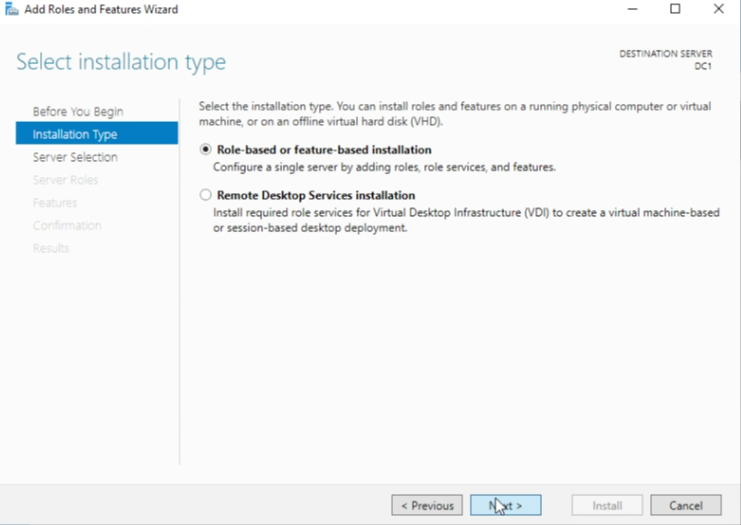 Add Roles and Features Wizard
Select installation type
DESTINATION SERVER
DC1
Before You Begin
Installation Type
Server Selection
Server Roles
Features
Confirmation
Results
Select the installation type. You can install roles and features on a running physical computer or virtual
machine, or on an offline virtual hard disk (VHD).
Role-based or feature-based installation
Configure a single server by adding roles, role services, and features.
Remote Desktop Services installation
Install required role services for Virtual Desktop Infrastructure (VDI) to create a virtual machine-based
or session-based desktop deployment.
< Previous
Next >
Install
Cancel